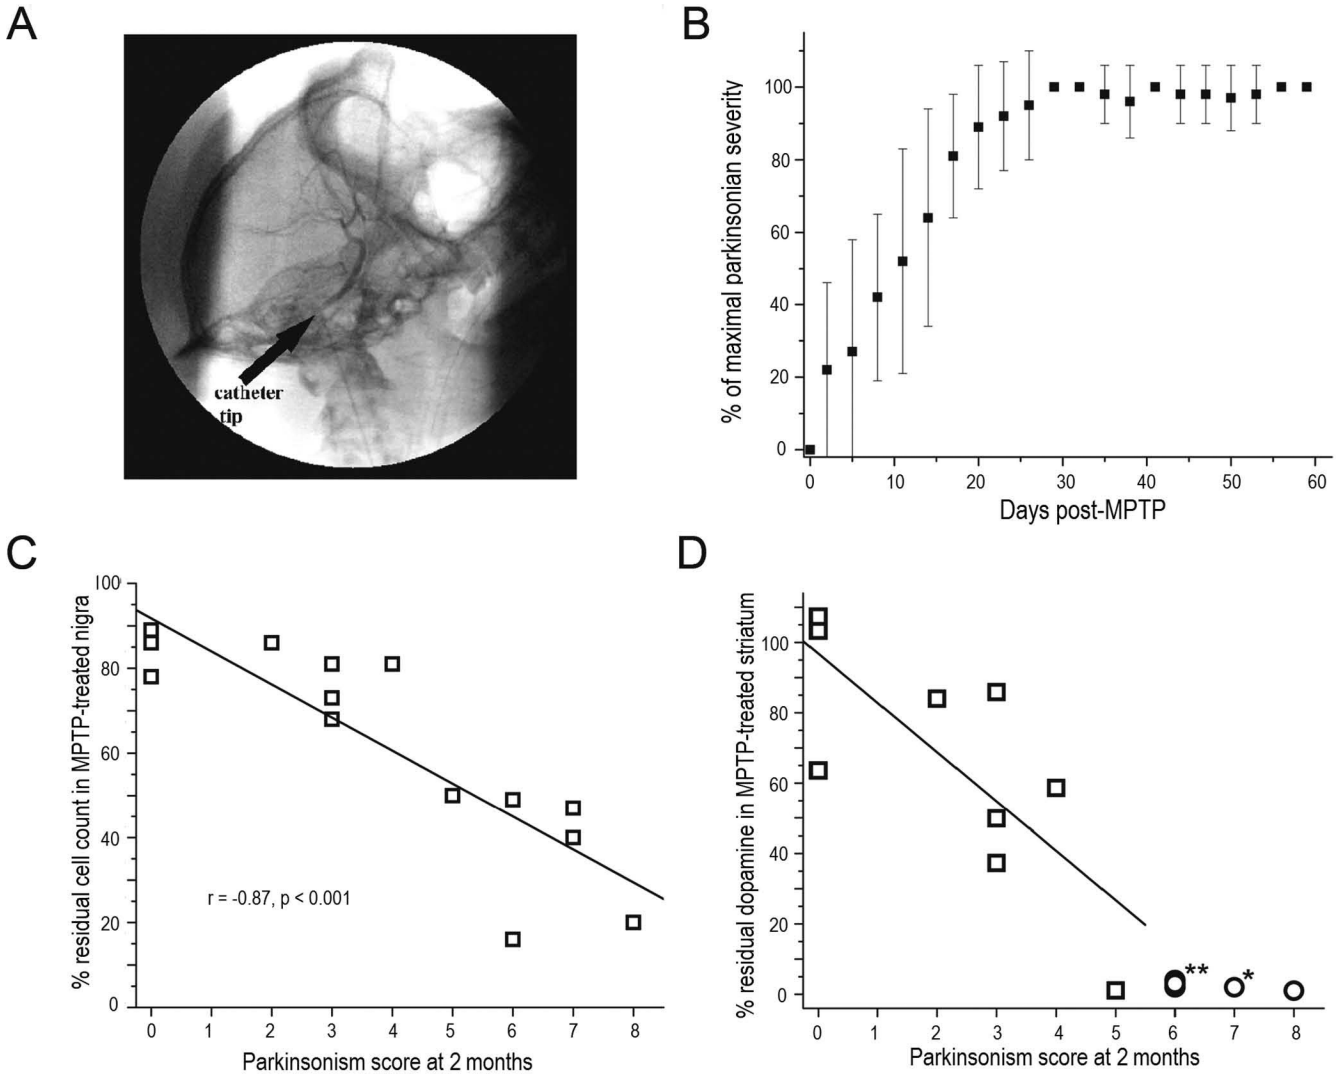 A
catheter
tip
B
% of maximal parkinsonian severity
100
80
60
40
20
0
0 10 20 30 40 50 60
Days post-MPTP
C
% residual cell count in MPTP-treated nigra
100
80
60
40
20
0
r = -0.87, p < 0.001
0 1 2 3 4 5 6 7 8
Parkinsonism score at 2 months
D
% residual dopamine in MPTP-treated striatum
100
80
60
40
20
0
** *
0 1 2 3 4 5 6 7 8
Parkinsonism score at 2 months